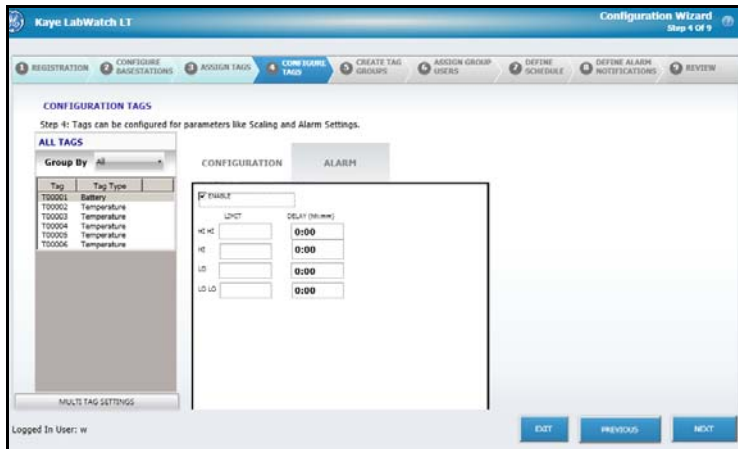 Kaye LabWatch LT
Configuration Wizard
Step 4 Of 9
1 REGISTRATION
2 CONFIGURE BASESTATIONS
3 ASSIGN TAGS
4 CONFIGURE TAGS
5 CREATE TAG GROUPS
6 ASSIGN GROUP USERS
7 DEFINE SCHEDULE
8 DEFINE ALARM NOTIFICATIONS
9 REVIEW
CONFIGURATION TAGS
Step 4: Tags can be configured for parameters like Scaling and Alarm Settings.
ALL TAGS
Group By All
CONFIGURATION ALARM
Tag Tag Type
T00001 Battery
T00002 Temperature
T00003 Temperature
T00004 Temperature
T00005 Temperature
T00006 Temperature
ENABLE
LIMIT DELAY (hh:mm)
HI HI 0:00
HI 0:00
LO 0:00
LO LO 0:00
MULTI TAG SETTINGS
Logged In User: w
EXIT PREVIOUS NEXT